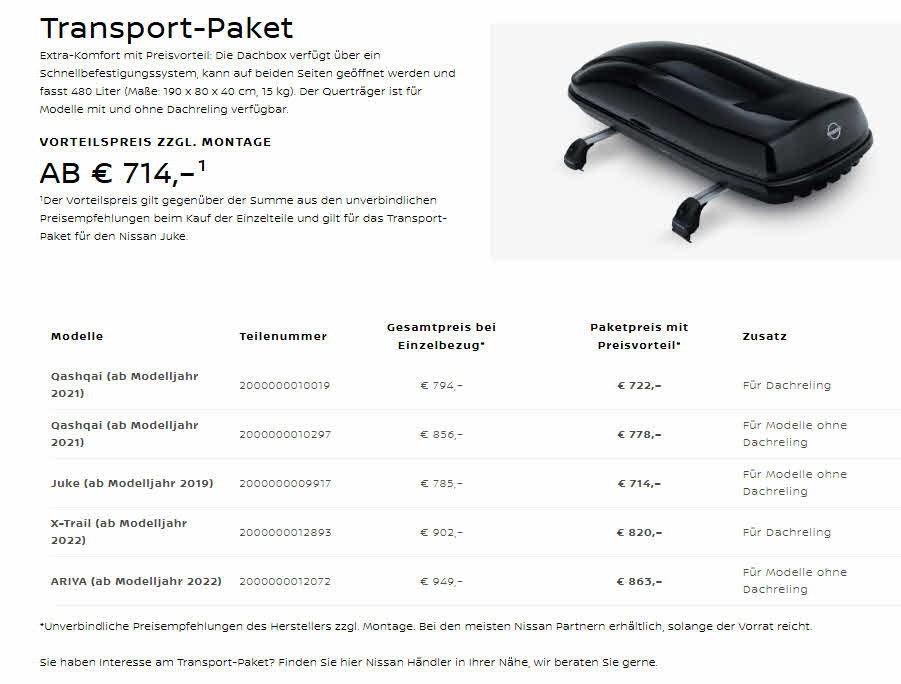 Transport-Paket
Extra-Komfort mit Preisvorteil: Die Dachbox verfügt über ein
Schnellbefestigungssystem, kann auf beiden Seiten geöffnet werden und
fasst 480 Liter (Maße: 190 x 80 x 40 cm, 15 kg). Der Querträger ist für
Modelle mit und ohne Dachreling verfügbar.
VORTEILSPREIS ZZGL. MONTAGE
AB € 714,–¹
¹Der Vorteilspreis gilt gegenüber der Summe aus den unverbindlichen
Preisempfehlungen beim Kauf der Einzelteile und gilt für das Transport-
Paket für den Nissan Juke.
NISSAN
Modelle Teilenummer Gesamtpreis bei Einzelbezug* Paketpreis mit Preisvorteil* Zusatz
Qashqai (ab Modelljahr 2021) 2000000010019 € 794,– € 722,– Für Dachreling
Qashqai (ab Modelljahr 2021) 2000000010297 € 856,– € 778,– Für Modelle ohne Dachreling
Juke (ab Modelljahr 2019) 2000000009917 € 785,– € 714,– Für Modelle ohne Dachreling
X-Trail (ab Modelljahr 2022) 2000000012893 € 902,– € 820,– Für Dachreling
ARIYA (ab Modelljahr 2022) 2000000012072 € 949,– € 863,– Für Modelle ohne Dachreling
*Unverbindliche Preisempfehlungen des Herstellers zzgl. Montage. Bei den meisten Nissan Partnern erhältlich, solange der Vorrat reicht.
Sie haben Interesse am Transport-Paket? Finden Sie hier Nissan Händler in Ihrer Nähe, wir beraten Sie gerne.